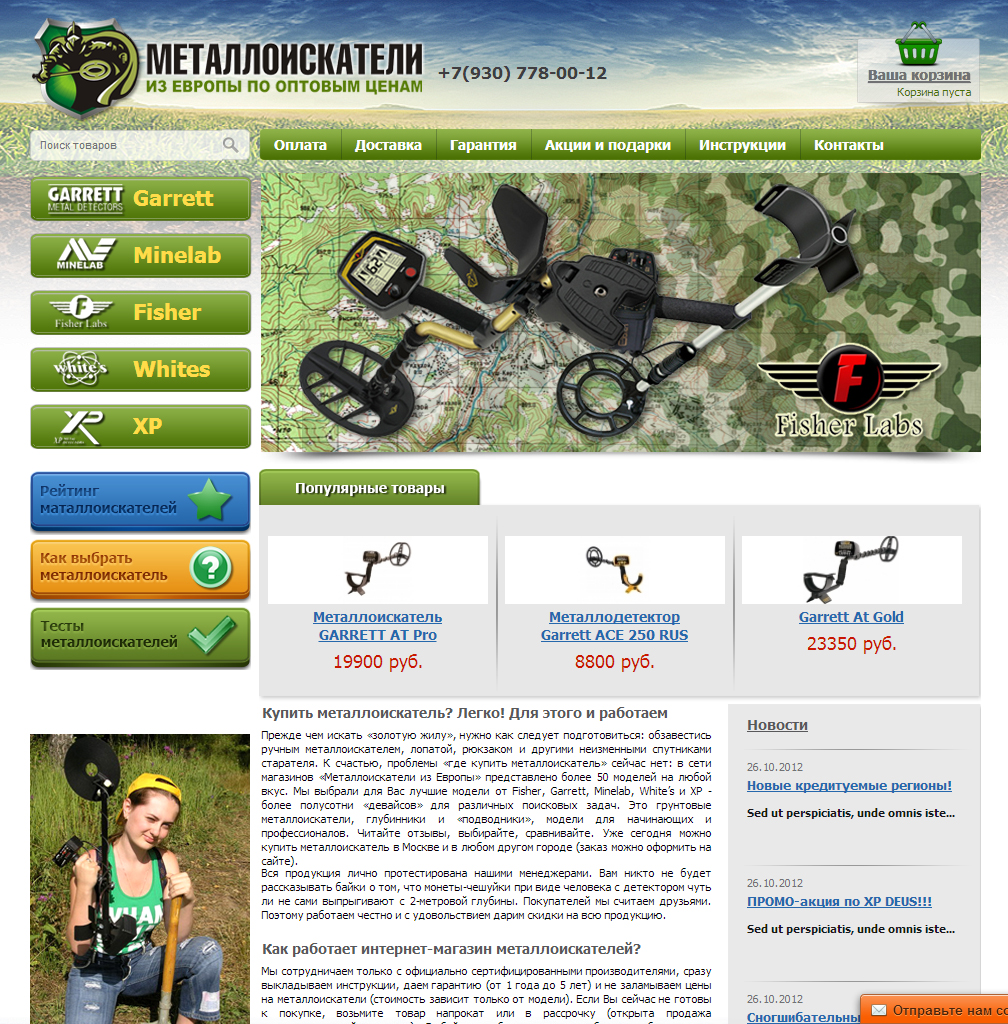 МЕТАЛЛОИСКАТЕЛИ
ИЗ ЕВРОПЫ ПО ОПТОВЫМ ЦЕНАМ
+7(930) 778-00-12
Ваша корзина
Корзина пуста
Поиск товаров
Оплата
Доставка
Гарантия
Акции и подарки
Инструкции
Контакты
GARRETT
METAL DETECTORS
Garrett
MINELAB
Minelab
F
Fisher Labs
Fisher
White's
Whites
XP
XP
F
Fisher Labs
Рейтинг
маталлоискателей
Как выбрать
металлоискатель
Тесты
металлоискателей
Популярные товары
Металлоискатель
GARRETT AT Pro
19900 руб.
Металлодетектор
Garrett ACE 250 RUS
8800 руб.
Garrett At Gold
23350 руб.
Купить металлоискатель? Легко! Для этого и работаем
Прежде чем искать «золотую жилу», нужно как следует подготовиться: обзавестись
ручным металлоискателем, лопатой, рюкзаком и другими неизменными спутниками
старателя. К счастью, проблемы «где купить металлоискатель» сейчас нет: в сети
магазинов «Металлоискатели из Европы» представлено более 50 моделей на любой
вкус. Мы выбрали для Вас лучшие модели от Fisher, Garrett, Minelab, White's и XP -
более полусотни «девайсов» для различных поисковых задач. Это грунтовые
металлоискатели, глубинники и «подводники», модели для начинающих и
профессионалов. Читайте отзывы, выбирайте, сравнивайте. Уже сегодня можно
купить металлоискатель в Москве и в любом другом городе (заказ можно оформить на
сайте).
Вся продукция лично протестирована нашими менеджерами. Вам никто не будет
рассказывать байки о том, что монеты-чешуйки при виде человека с детектором чуть
ли не сами выпрыгивают с 2-метровой глубины. Покупателей мы считаем друзьями.
Поэтому работаем честно и с удовольствием дарим скидки на всю продукцию.
Как работает интернет-магазин металлоискателей?
Мы сотрудничаем только с официально сертифицированными производителями, сразу
выкладываем инструкции, даем гарантию (от 1 года до 5 лет) и не заламываем цены
на металлоискатели (стоимость зависит только от модели). Если Вы сейчас не готовы
к покупке, возьмите товар напрокат или в рассрочку (открыта продажа
Новости
26.10.2012
Новые кредитуемые регионы!
Sed ut perspiciatis, unde omnis iste...
26.10.2012
ПРОМО-акция по XP DEUS!!!
Sed ut perspiciatis, unde omnis iste...
26.10.2012
Сногшибательны
Отправьте нам со